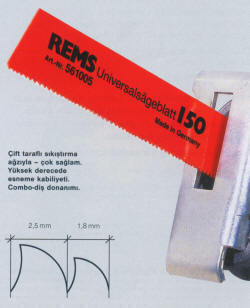 REMS Universalsägeblatt 150
Art.-Nr. 561005
Made in Germany
Çift taraflı sıkıştırma
ağzıyla – çok sağlam.
Yüksek derecede
esneme kabiliyeti.
Combo-diş donanımı.
2,5 mm 1,8 mm